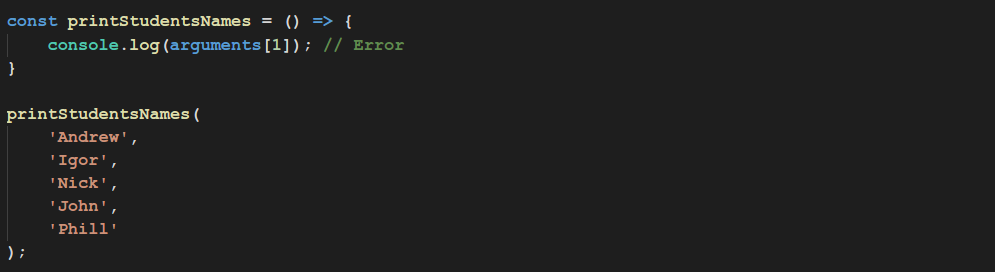 const printStudentsNames = () => {
    console.log(arguments[1]); // Error
}

printStudentsNames(
    'Andrew',
    'Igor',
    'Nick',
    'John',
    'Phill'
);